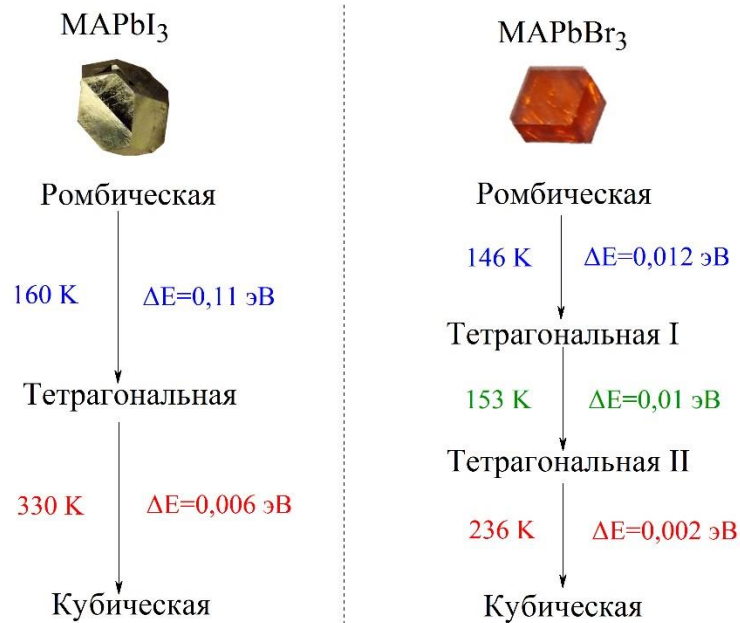 MAPbI3
Ромбическая
160 K ΔE=0,11 эВ
Тетрагональная
330 K ΔE=0,006 эВ
Кубическая
MAPbBr3
Ромбическая
146 K ΔE=0,012 эВ
Тетрагональная I
153 K ΔE=0,01 эВ
Тетрагональная II
236 K ΔE=0,002 эВ
Кубическая